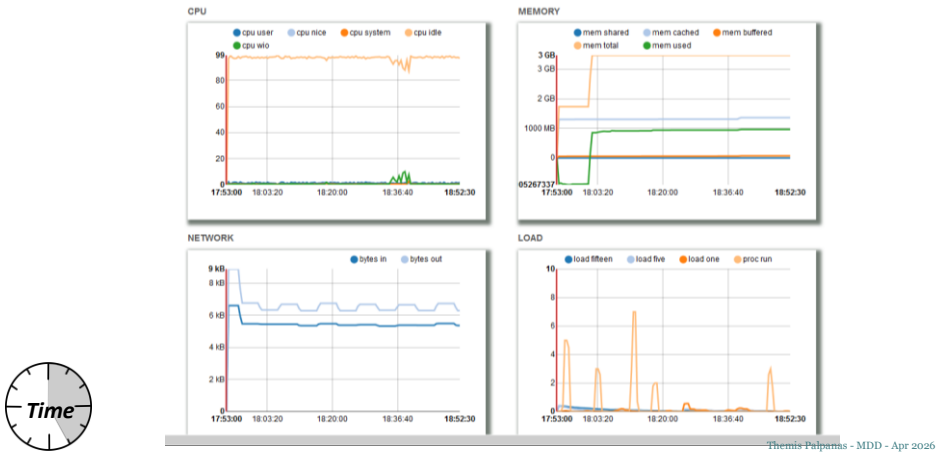 CPU
cpu user cpu nice cpu system cpu idle
cpu wio
99
80
60
40
20
0
17:53:00 18:03:20 18:20:00 18:36:40 18:52:30
MEMORY
mem shared mem cached mem buffered
mem total mem used
3 GB
3 GB
2 GB
1000 MB
0
05267337
17:53:00 18:03:20 18:20:00 18:36:40 18:52:30
NETWORK
bytes in bytes out
9 kB
8 kB
6 kB
4 kB
2 kB
0
17:53:00 18:03:20 18:20:00 18:36:40 18:52:30
LOAD
load fifteen load five load one proc run
10
8
6
4
2
0
17:53:00 18:03:20 18:20:00 18:36:40 18:52:30
Time
Themis Palpanas - MDD - Apr 2026